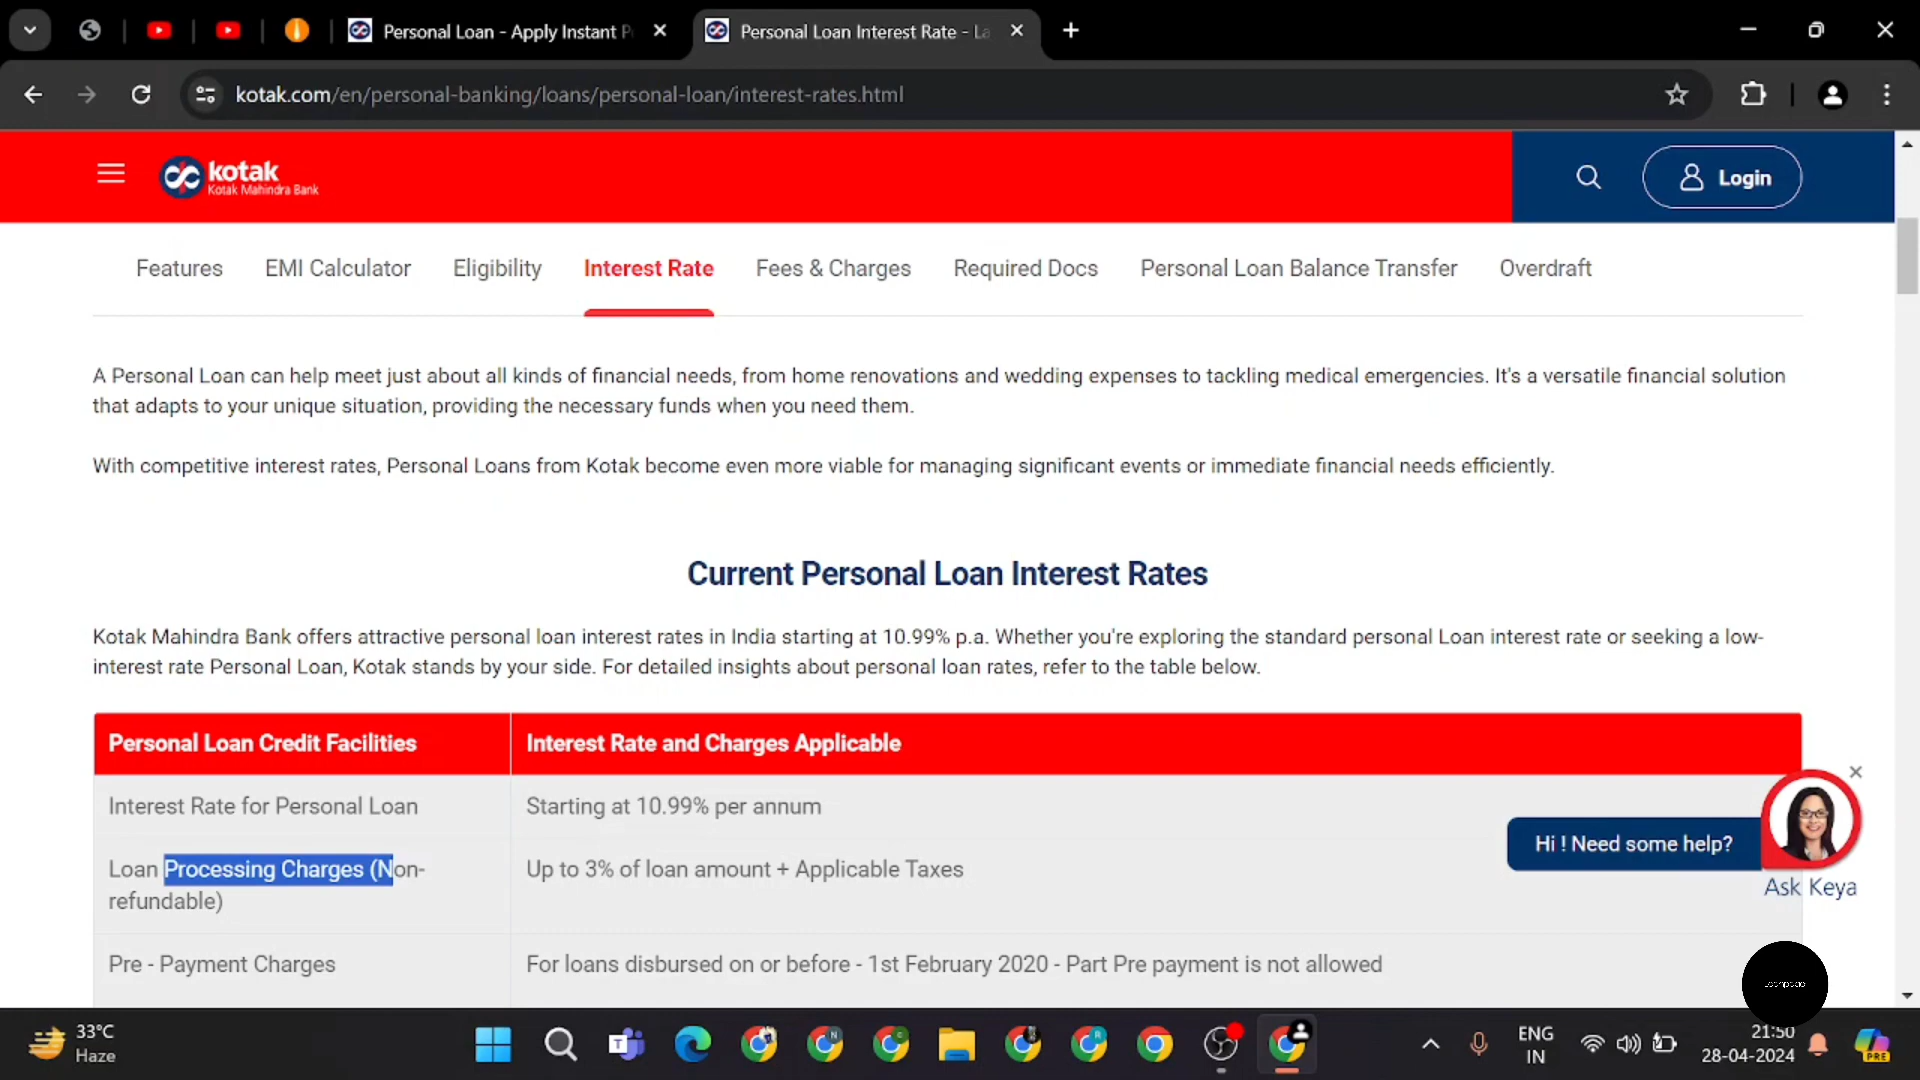 Personal Loan - Apply Instant P
Personal Loan Interest Rate - La
kotak.com/en/personal-banking/loans/personal-loan/interest-rates.html
kotak
Kotak Mahindra Bank
Login
Features EMI Calculator Eligibility Interest Rate Fees & Charges Required Docs Personal Loan Balance Transfer Overdraft
A Personal Loan can help meet just about all kinds of financial needs, from home renovations and wedding expenses to tackling medical emergencies. It's a versatile financial solution
that adapts to your unique situation, providing the necessary funds when you need them.
With competitive interest rates, Personal Loans from Kotak become even more viable for managing significant events or immediate financial needs efficiently.
Current Personal Loan Interest Rates
Kotak Mahindra Bank offers attractive personal loan interest rates in India starting at 10.99% p.a. Whether you're exploring the standard personal Loan interest rate or seeking a low-
interest rate Personal Loan, Kotak stands by your side. For detailed insights about personal loan rates, refer to the table below.
Personal Loan Credit Facilities Interest Rate and Charges Applicable
Interest Rate for Personal Loan Starting at 10.99% per annum
Loan Processing Charges (Non-
refundable)
Up to 3% of loan amount + Applicable Taxes
Pre - Payment Charges For loans disbursed on or before - 1st February 2020 - Part Pre payment is not allowed
Hi ! Need some help?
Ask Keya
33°C
Haze
ENG
IN
21:50
28-04-2024
PRE